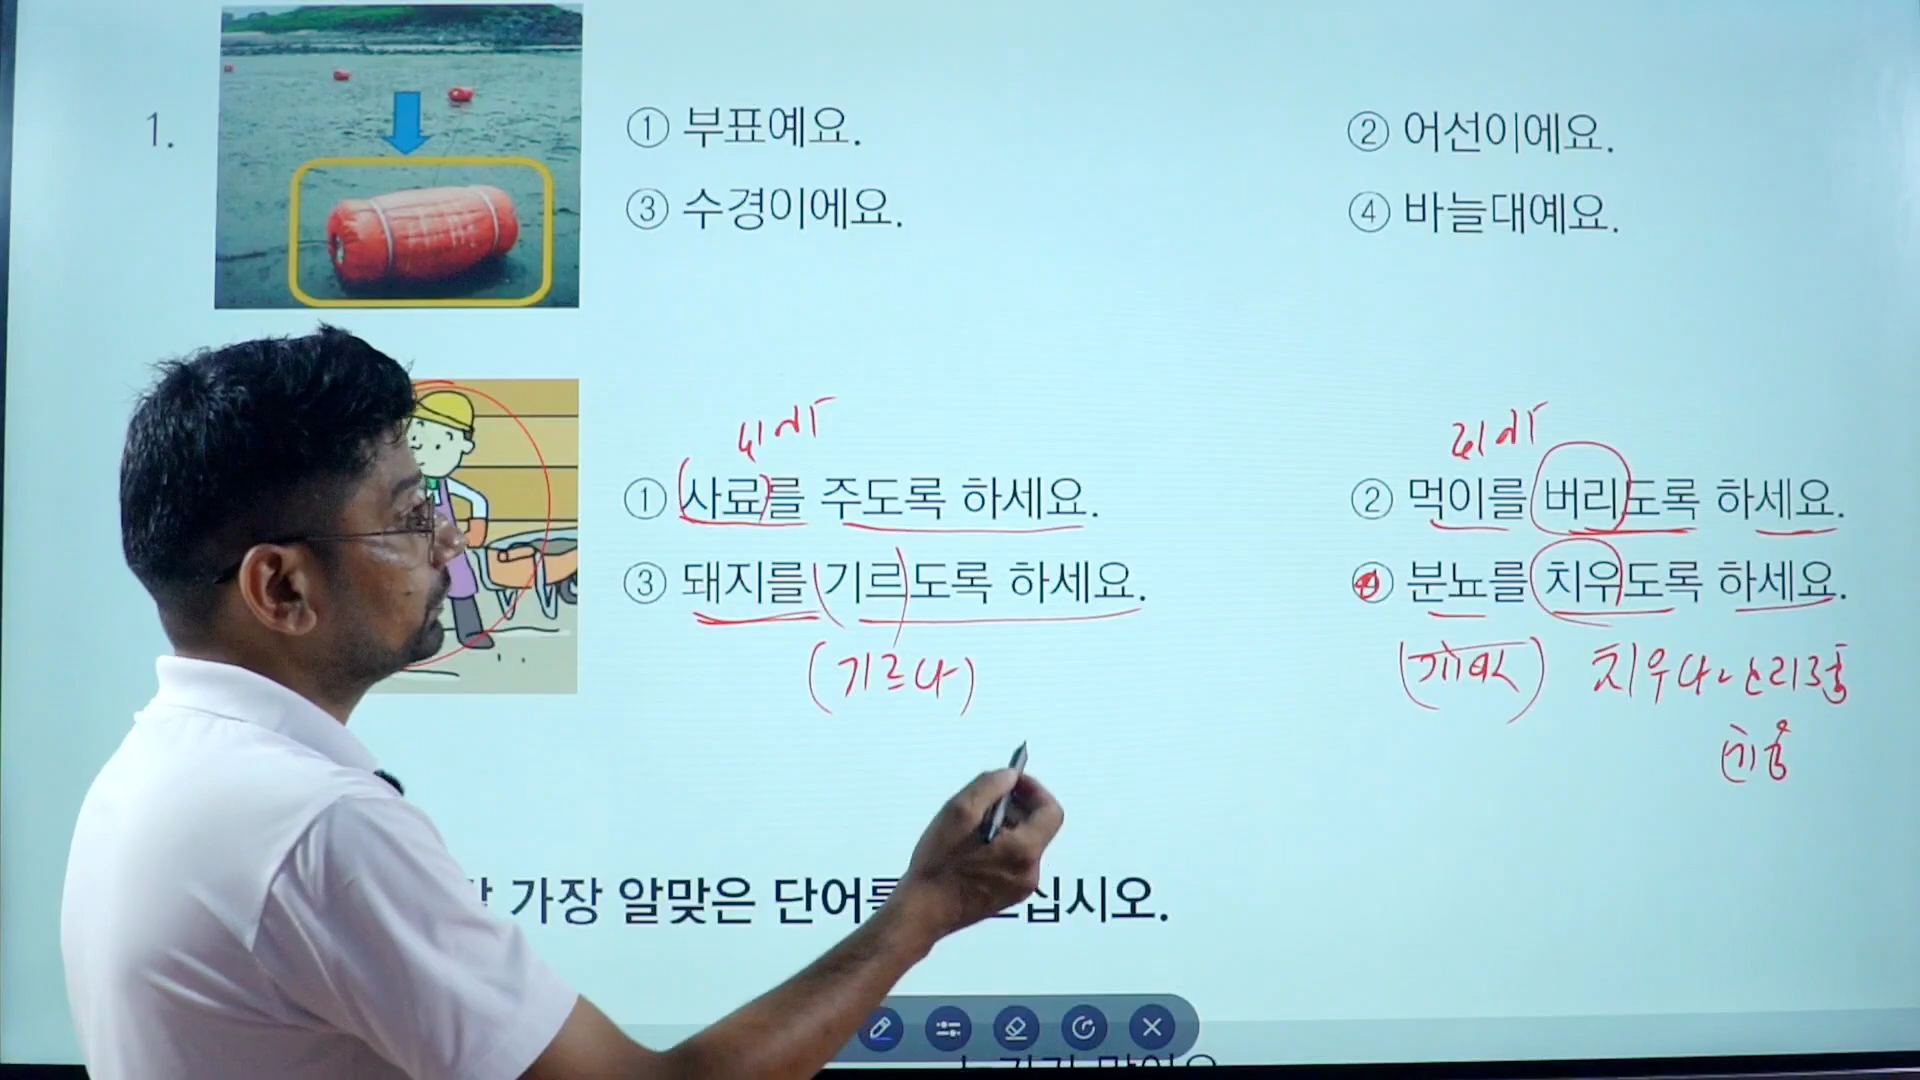 1.
① 부표예요.
② 어선이에요.
③ 수경이에요.
④ 바늘대예요.
① 사료를 주도록 하세요.
② 먹이를 버리도록 하세요.
③ 돼지를 기르도록 하세요.
분뇨를 치우도록 하세요.
(기르다)
치우다
가장 알맞은 단어를 십시오.